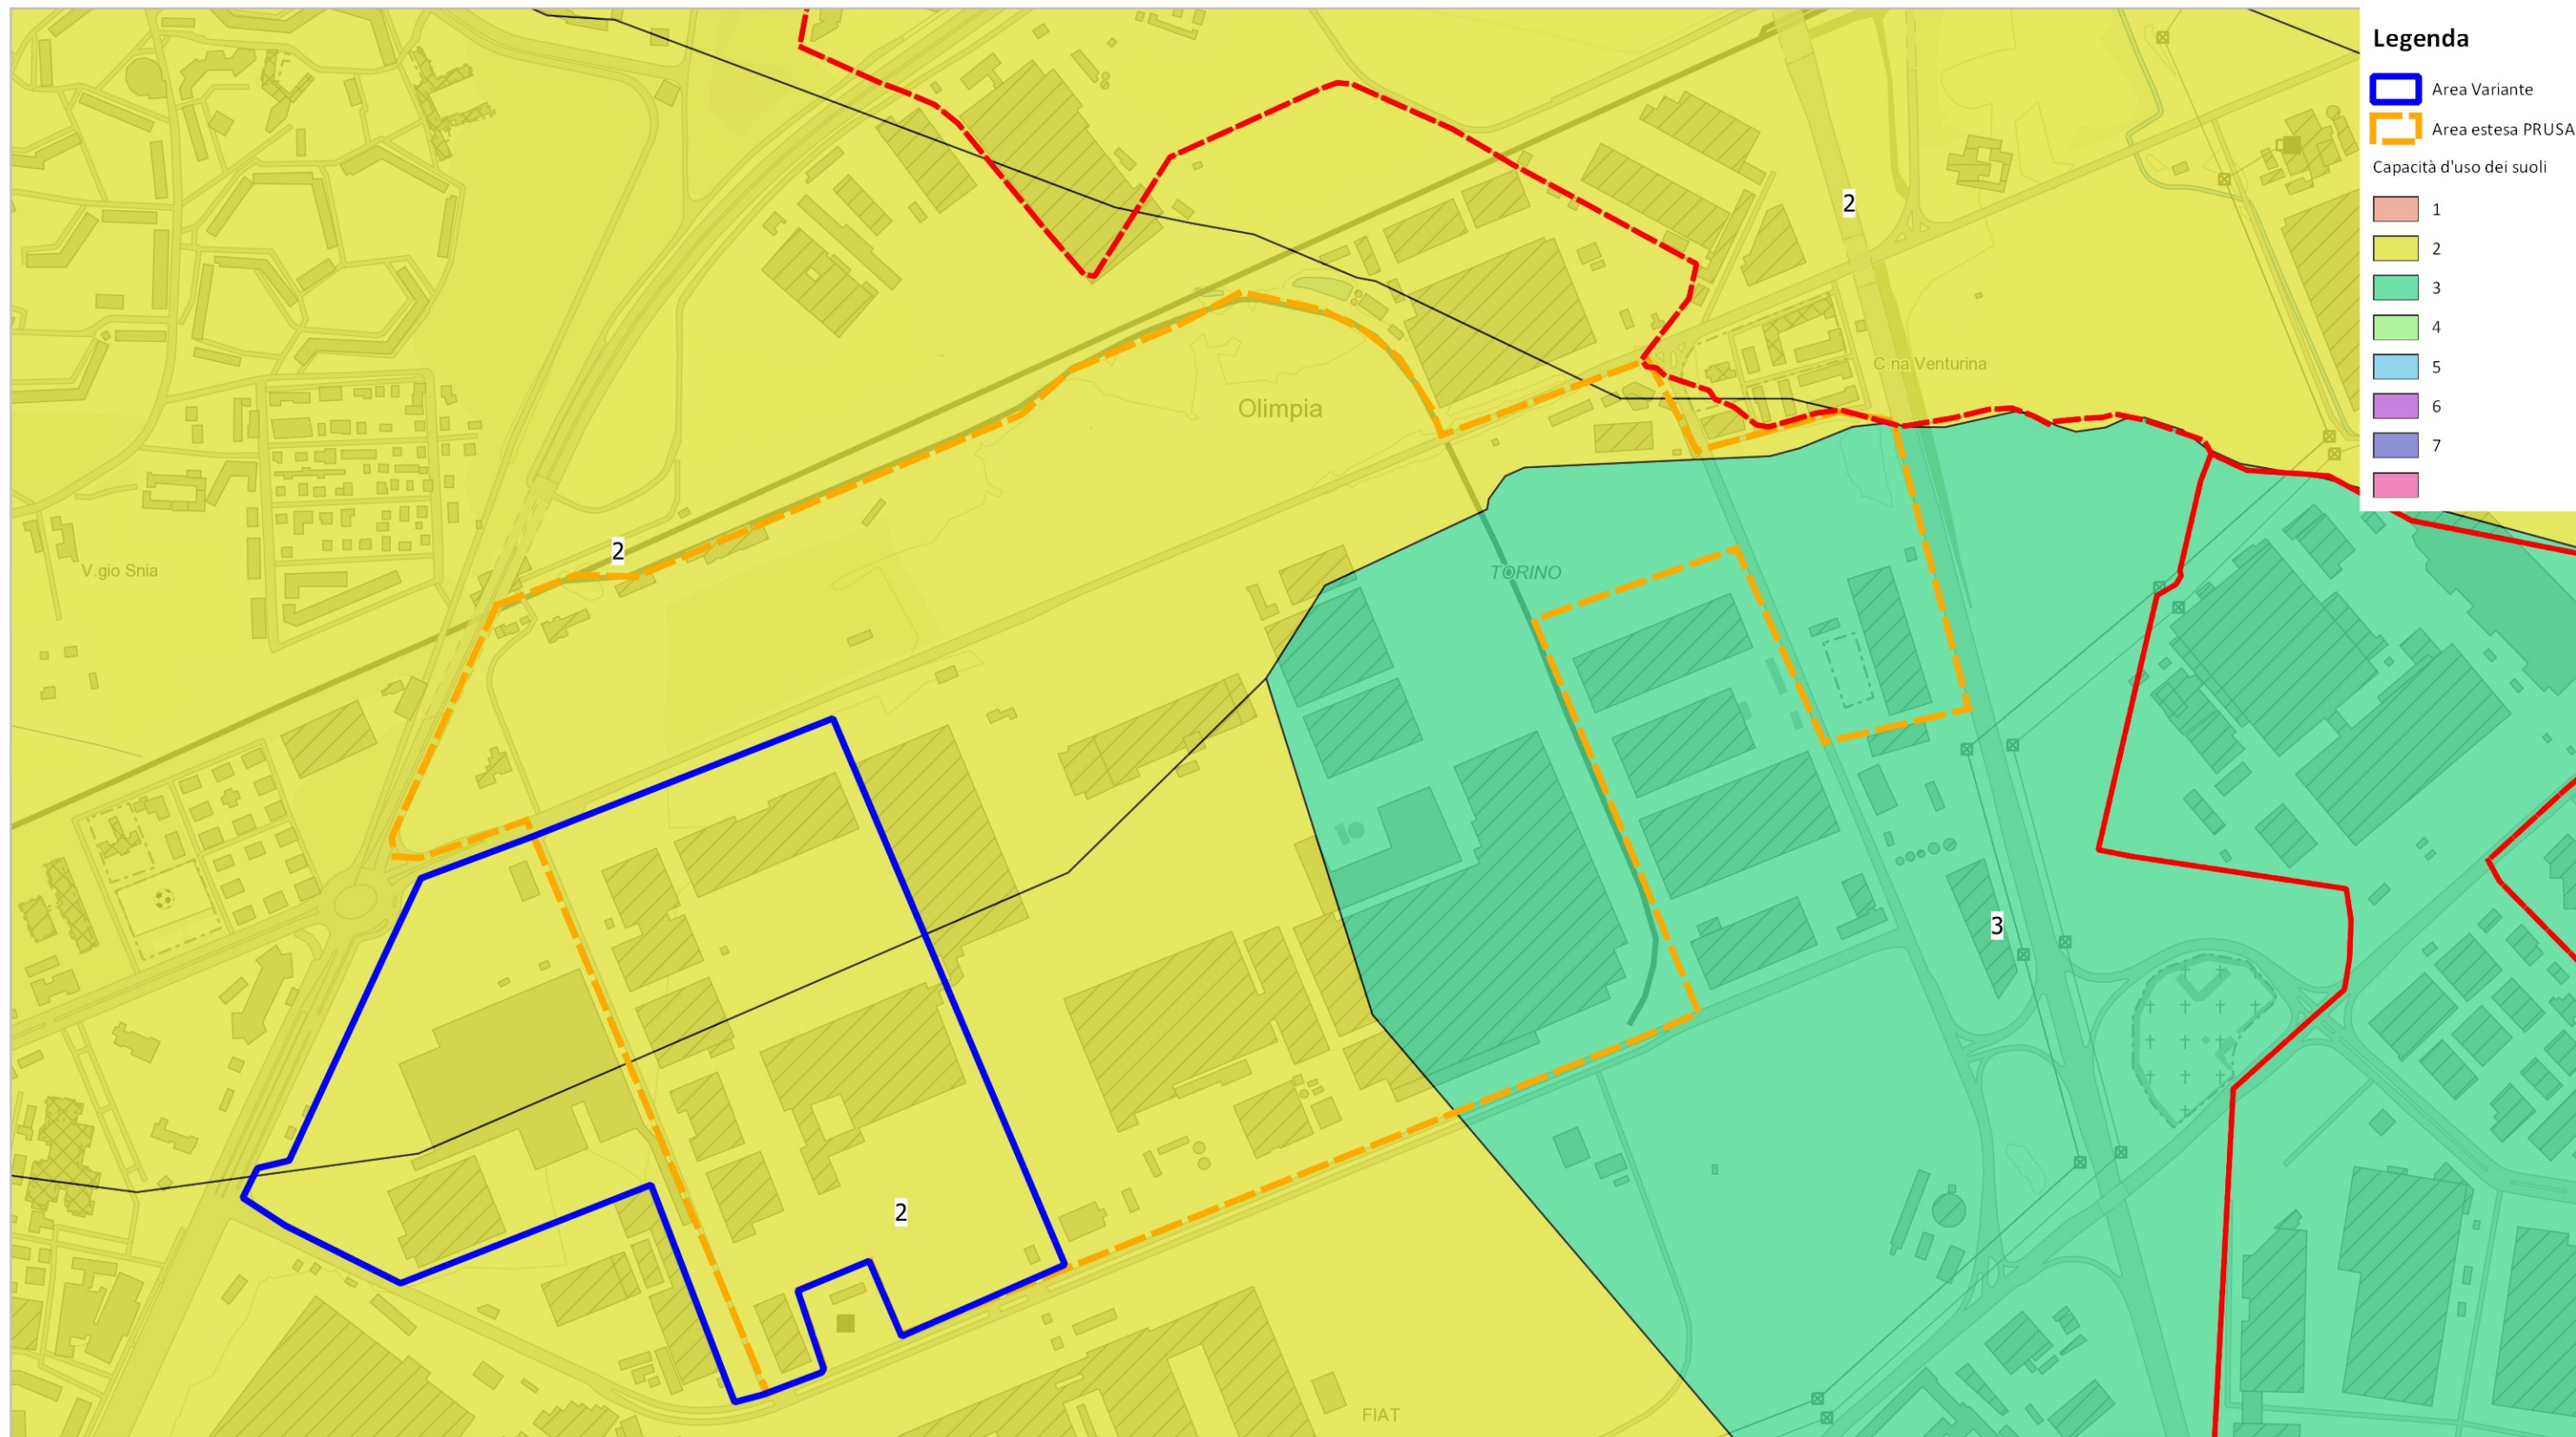 Legenda
Area Variante
Area estesa PRUSA
Capacità d'uso dei suoli
1
2
3
4
5
6
7
2
C.na Venturina
Olimpia
2
V.gio Snia
TORINO
3
2
FIAT